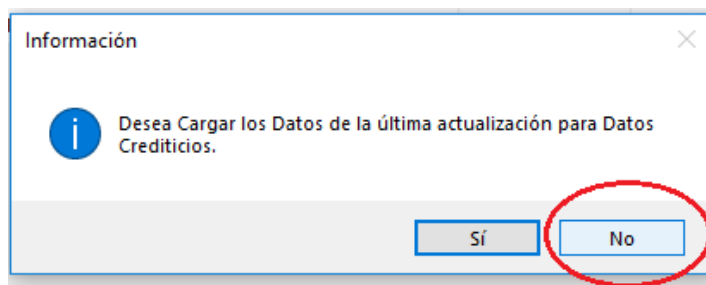 Información
Desea Cargar los Datos de la última actualización para Datos
Crediticios.
Sí
No